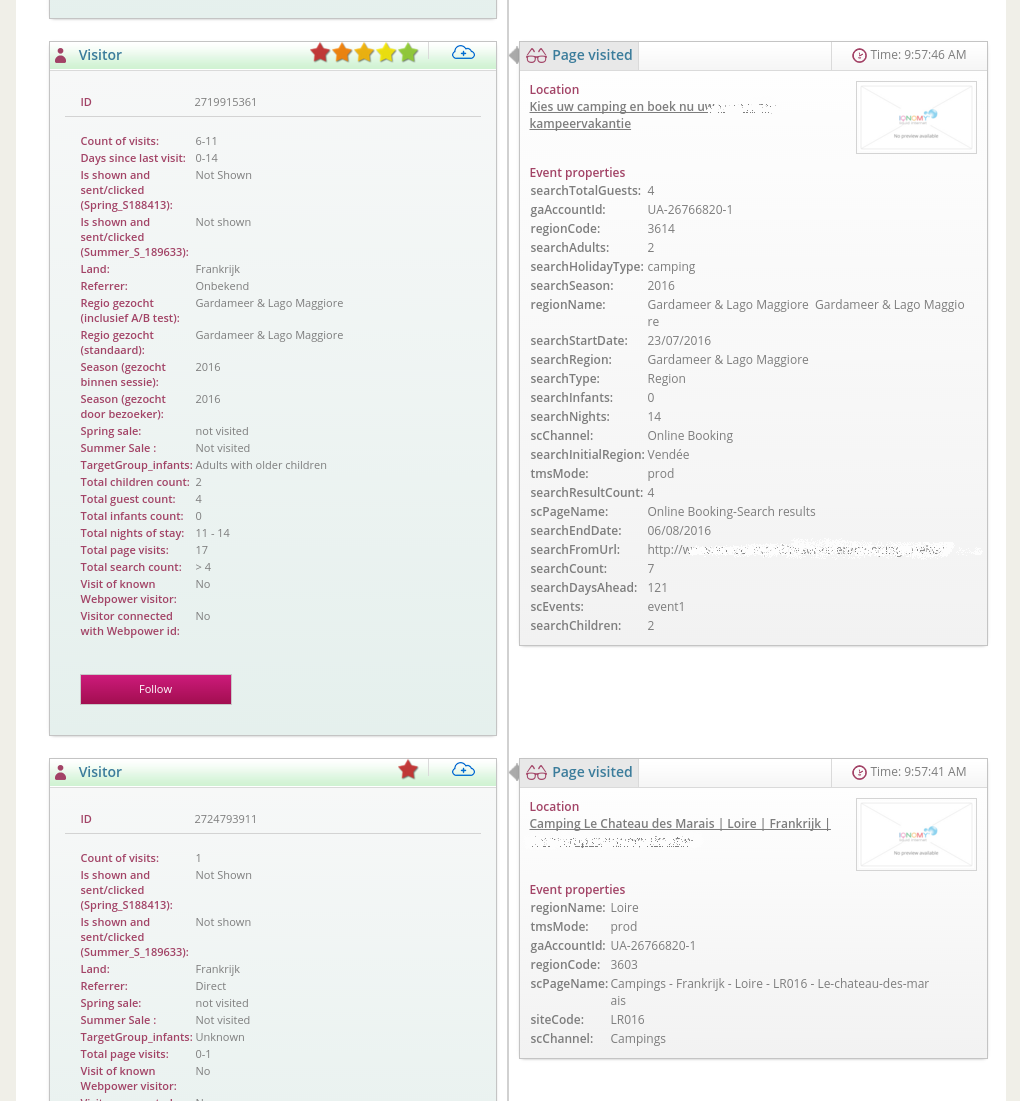 Visitor
ID 2719915361
Count of visits: 6-11
Days since last visit: 0-14
Is shown and Not Shown
sent/clicked
(Spring_S188413):
Is shown and Not shown
sent/clicked
(Summer_S_189633):
Land: Frankrijk
Referrer: Onbekend
Regio gezocht Gardameer & Lago Maggiore
(inclusief A/B test):
Regio gezocht Gardameer & Lago Maggiore
(standaard):
Season (gezocht 2016
binnen sessie):
Season (gezocht 2016
door bezoeker):
Spring sale: not visited
Summer Sale : Not visited
TargetGroup_infants: Adults with older children
Total children count: 2
Total guest count: 4
Total infants count: 0
Total nights of stay: 11 - 14
Total page visits: 17
Total search count: > 4
Visit of known No
Webpower visitor:
Visitor connected No
with Webpower id:
Follow
Page visited
Time: 9:57:46 AM
Location
Kies uw camping en boek nu uw
kampeervakantie
IONOMY
No preview available
Event properties
searchTotalGuests: 4
gaAccountId: UA-26766820-1
regionCode: 3614
searchAdults: 2
searchHolidayType: camping
searchSeason: 2016
regionName: Gardameer & Lago Maggiore Gardameer & Lago Maggio
re
searchStartDate: 23/07/2016
searchRegion: Gardameer & Lago Maggiore
searchType: Region
searchInfants: 0
searchNights: 14
scChannel: Online Booking
searchInitialRegion: Vendée
tmsMode: prod
searchResultCount: 4
scPageName: Online Booking-Search results
searchEndDate: 06/08/2016
searchFromUrl: http://w
searchCount: 7
searchDaysAhead: 121
scEvents: event1
searchChildren: 2
Visitor
ID 2724793911
Count of visits: 1
Is shown and Not Shown
sent/clicked
(Spring_S188413):
Is shown and Not shown
sent/clicked
(Summer_S_189633):
Land: Frankrijk
Referrer: Direct
Spring sale: not visited
Summer Sale : Not visited
TargetGroup_infants: Unknown
Total page visits: 0-1
Visit of known No
Webpower visitor:
Page visited
Time: 9:57:41 AM
Location
Camping Le Chateau des Marais | Loire | Frankrijk |
IONOMY
No preview available
Event properties
regionName: Loire
tmsMode: prod
gaAccountId: UA-26766820-1
regionCode: 3603
scPageName: Campings - Frankrijk - Loire - LR016 - Le-chateau-des-mar
ais
siteCode: LR016
scChannel: Campings